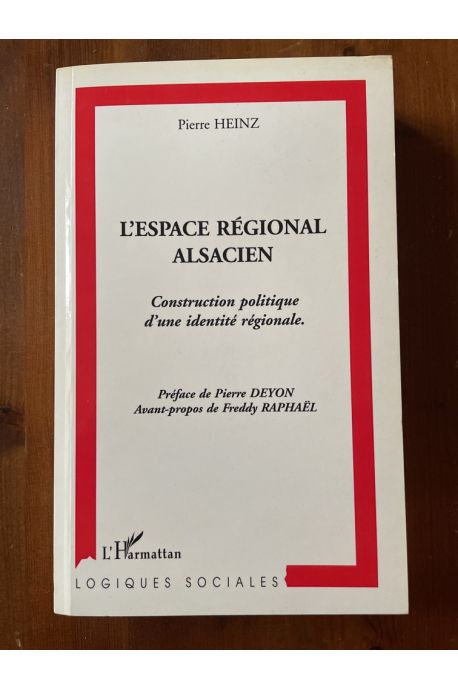 Pierre HEINZ
L'ESPACE RÉGIONAL
ALSACIEN
Construction politique
d'une identité régionale.
Préface de Pierre DEYON
Avant-propos de Freddy RAPHAËL
L'Harmattan
LOGIQUES SOCIALES